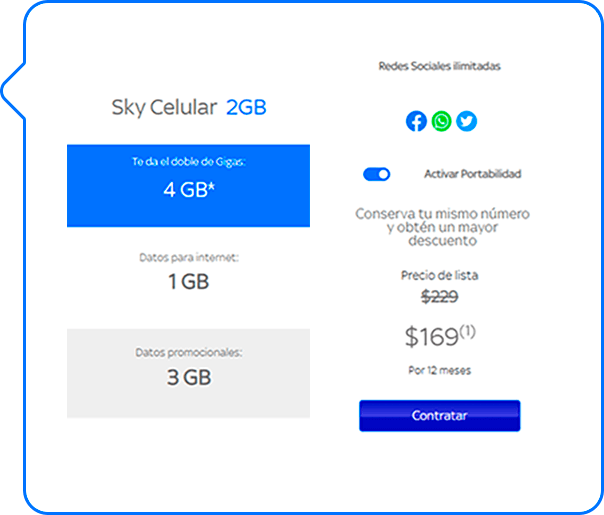 Sky Celular 2GB
Te da el doble de Gigas:
4 GB*
Datos para internet:
1 GB
Datos promocionales:
3 GB
Redes Sociales ilimitadas
Activar Portabilidad
Conserva tu mismo número
y obtén un mayor
descuento
Precio de lista
$229
$169(1)
Por 12 meses
Contratar